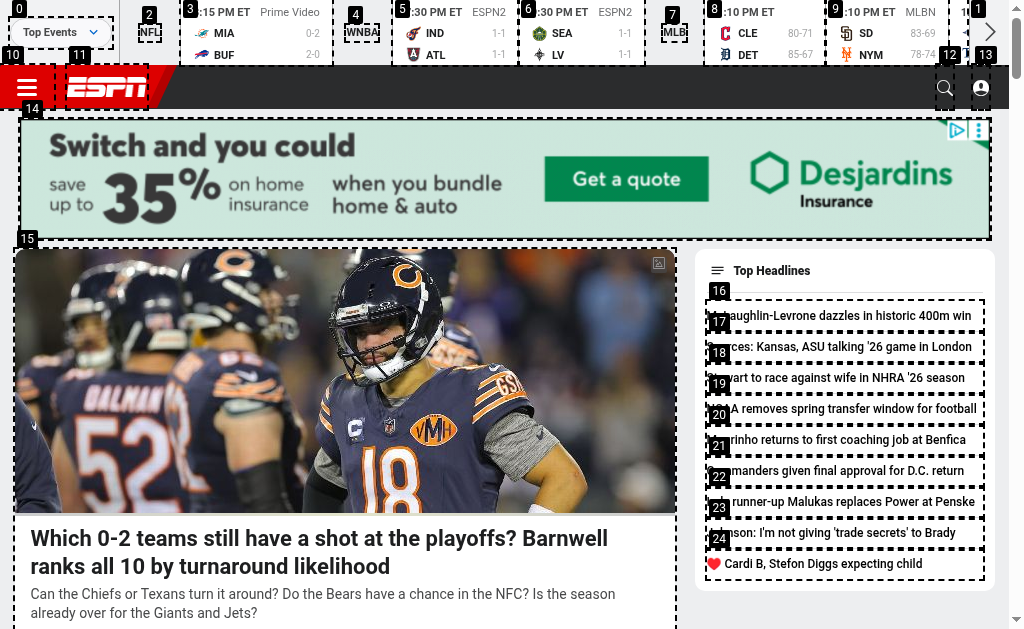 0
Top Events
2
NFL
3
:15 PM ET Prime Video
MIA 0-2
BUF 2-0
4
WNBA
5
:30 PM ET ESPN2
IND 1-1
ATL 1-1
6
:30 PM ET ESPN2
SEA 1-1
LV 1-1
7
MLB
8
:10 PM ET
CLE 80-71
DET 85-67
9
:10 PM ET MLBN
SD 83-69
NYM 78-74
10
11
12
13
ESPN
14
Switch and you could
save up to 35% on home insurance when you bundle home & auto
Get a quote
Desjardins
Insurance
15
DALMAN
52
18
C
VMH
GSH
Which 0-2 teams still have a shot at the playoffs? Barnwell
ranks all 10 by turnaround likelihood
Can the Chiefs or Texans turn it around? Do the Bears have a chance in the NFC? Is the season
already over for the Giants and Jets?
Top Headlines
16
aughlin-Levrone dazzles in historic 400m win
17
rces: Kansas, ASU talking '26 game in London
18
wart to race against wife in NHRA '26 season
19
A removes spring transfer window for football
20
rinho returns to first coaching job at Benfica
21
manders given final approval for D.C. return
22
runner-up Malukas replaces Power at Penske
23
nson: I'm not giving 'trade secrets' to Brady
24
Cardi B, Stefon Diggs expecting child